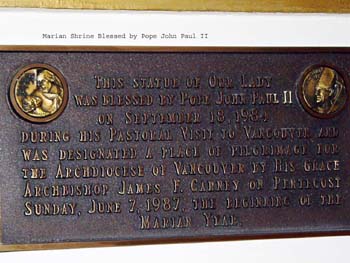 Marian Shrine Blessed by Pope John Paul II
THIS STATUE OF OUR LADY
WAS BLESSED BY POPE JOHN PAUL II
ON SEPTEMBER 18, 1984
DURING HIS PASTORAL VISIT TO VANCOUVER AND
WAS DESIGNATED A PLACE OF PILGRIMAGE FOR
THE ARCHDIOCESE OF VANCOUVER BY HIS GRACE
ARCHBISHOP JAMES F. CARNEY ON PENTECOST
SUNDAY, JUNE 7, 1987, THE BEGINNING OF THE
MARIAN YEAR.